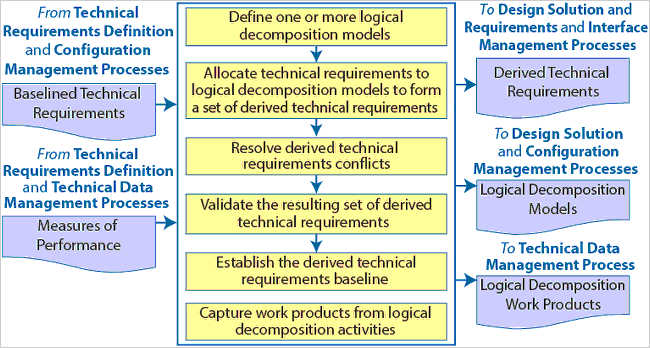 From Technical
Requirements Definition
and Configuration
Management Processes
Baselined Technical
Requirements
From Technical
Requirements Definition
and Technical Data
Management Processes
Measures of
Performance
Define one or more logical
decomposition models
Allocate technical requirements to
logical decomposition models to form
a set of derived technical requirements
Resolve derived technical
requirements conflicts
Validate the resulting set of derived
technical requirements
Establish the derived technical
requirements baseline
Capture work products from logical
decomposition activities
To Design Solution and
Requirements and Interface
Management Processes
Derived Technical
Requirements
To Design Solution
and Configuration
Management Processes
Logical Decomposition
Models
To Technical Data
Management Process
Logical Decomposition
Work Products